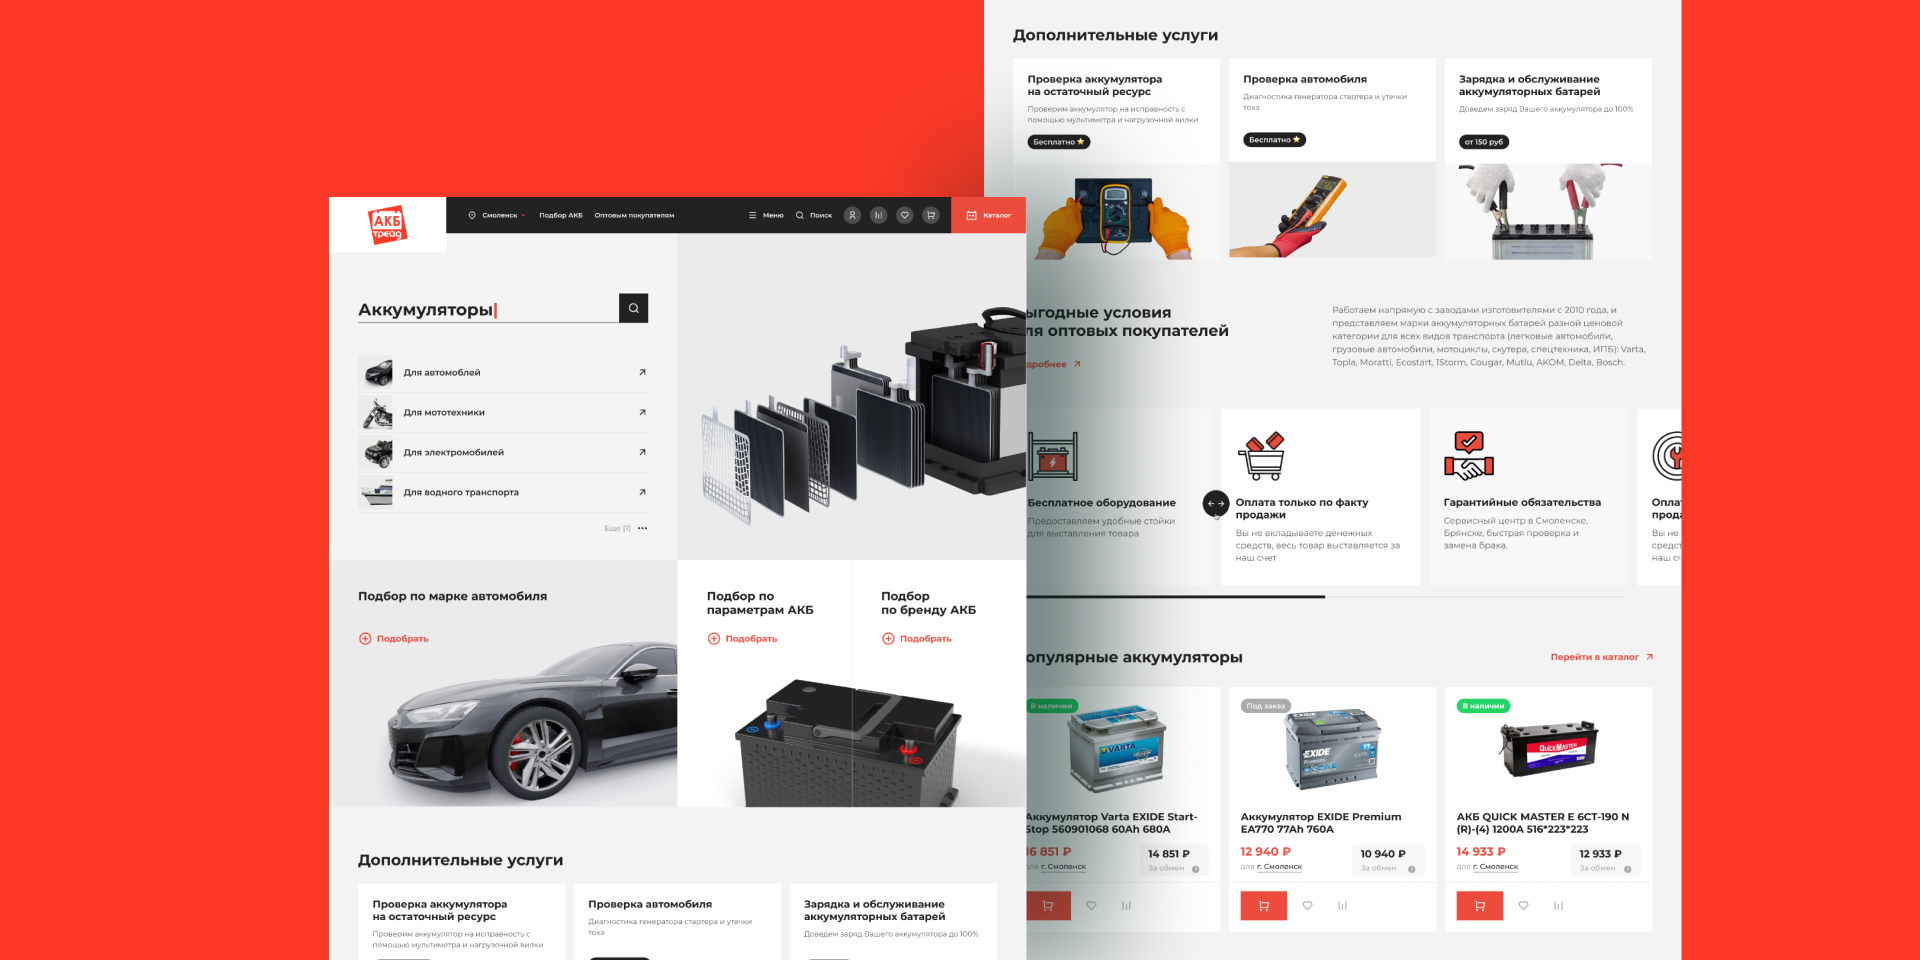 АКБ
трейд
Смоленск
Подбор АКБ
Оптовым покупателям
Меню
Поиск
Каталог
Аккумуляторы
Для автомоблей
Для мототехники
Для электромобилей
Для водного транспорта
Еще [1]
Подбор по марке автомобиля
Подобрать
Подбор по
параметрам АКБ
Подобрать
Подбор
по бренду АКБ
Подобрать
Дополнительные услуги
Проверка аккумулятора
на остаточный ресурс
Проверим аккумулятор на исправность с
помощью мультиметра и нагрузочной вилки
Проверка автомобиля
Диагностика генератора стартера и утечки
тока
Зарядка и обслуживание
аккумуляторных батарей
Доведем заряд Вашего аккумулятора до 100%
Дополнительные услуги
Проверка аккумулятора
на остаточный ресурс
Проверим аккумулятор на исправность с
помощью мультиметра и нагрузочной вилки
Бесплатно
Проверка автомобиля
Диагностика генератора стартера и утечки
тока
Бесплатно
Зарядка и обслуживание
аккумуляторных батарей
Доведем заряд Вашего аккумулятора до 100%
от 150 руб
ыгодные условия
ля оптовых покупателей
дробнее
Работаем напрямую с заводами изготовителями с 2010 года, и
представляем марки аккумуляторных батарей разной ценовой
категории для всех видов транспорта (легковые автомобили,
грузовые автомобили, мотоциклы, скутера, спецтехника, ИПБ): Varta,
Topla, Moratti, Ecostart, 1Storm, Cougar, Mutlu, AKOM, Delta, Bosch.
Бесплатное оборудование
Предоставляем удобные стойки
для выставления товара
Оплата только по факту
продажи
Вы не вкладываете денежных
средств, весь товар выставляется за
наш счет
Гарантийные обязательства
Сервисный центр в Смоленске,
Брянске, быстрая проверка и
замена брака.
Оплат
прода
Вы не
средст
наш сч
опулярные аккумуляторы
Перейти в каталог
В наличии
VARTA
Аккумулятор Varta EXIDE Start-
Stop 560901068 60Ah 680A
16 851 ₽
для г. Смоленск
14 851 ₽
За обмен
Под заказ
EXIDE
Premium
77
Аккумулятор EXIDE Premium
EA770 77Ah 760A
12 940 ₽
для г. Смоленск
10 940 ₽
За обмен
В наличии
QUICK MASTER
АКБ QUICK MASTER E 6СТ-190 N
(R)-(4) 1200A 516*223*223
14 933 ₽
для г. Смоленск
12 933 ₽
За обмен